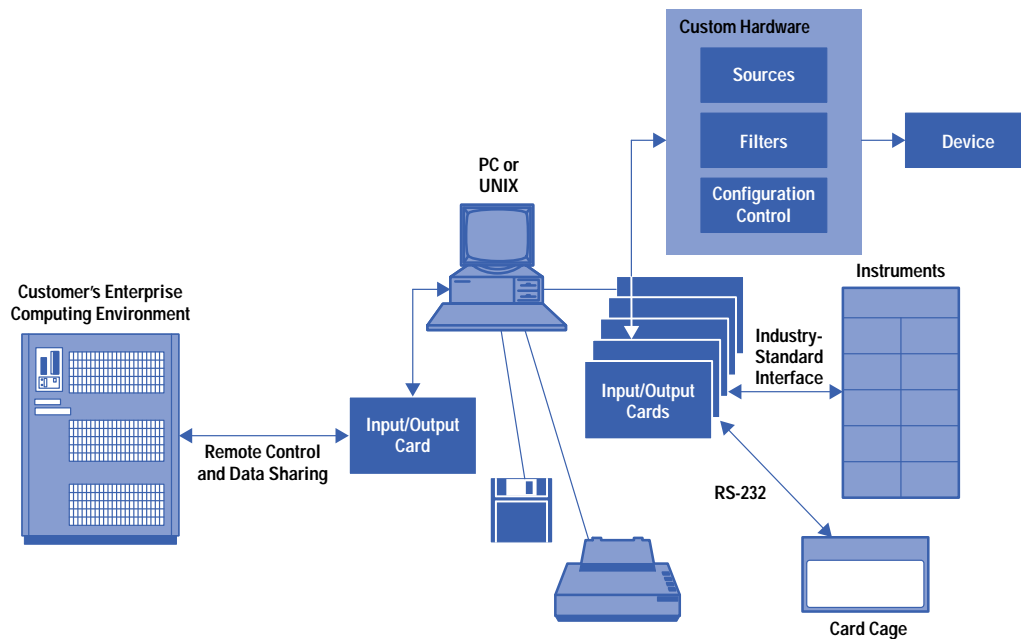 Custom Hardware
Sources
Filters
Configuration
Control
Device
PC or
UNIX
Instruments
Customer's Enterprise
Computing Environment
Industry-
Standard
Interface
Input/Output
Card
Input/Output
Cards
Remote Control
and Data Sharing
RS-232
Card Cage